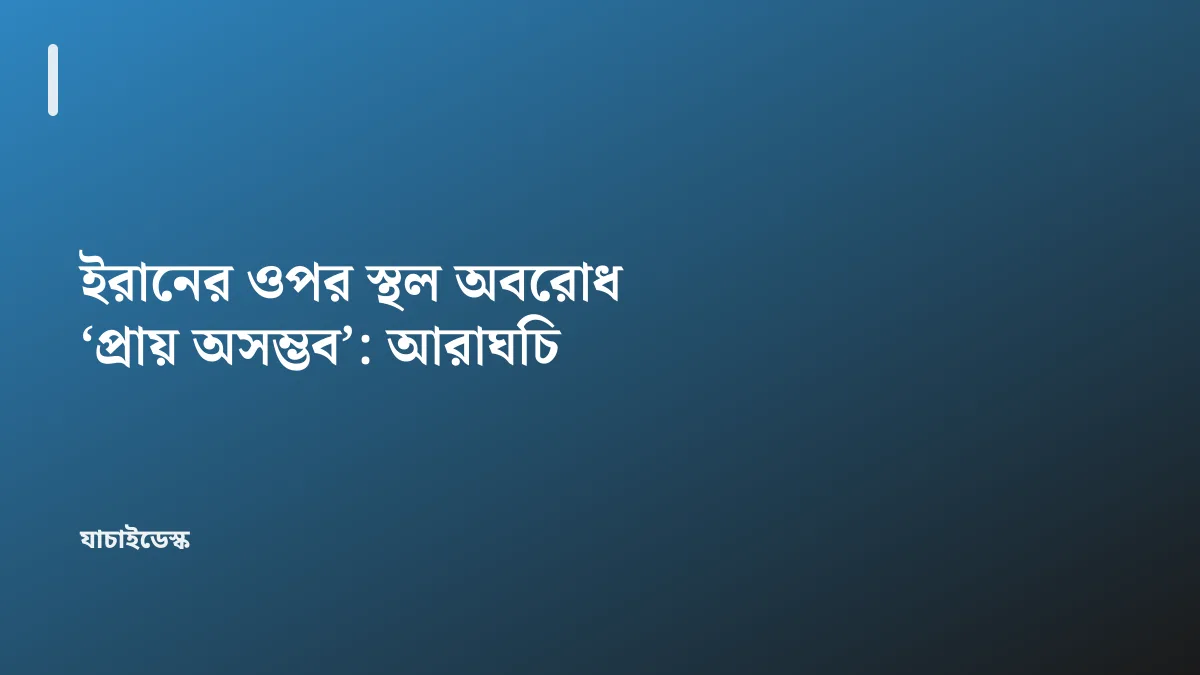 ইরানের ওপর স্থল অবরোধ
‘প্রায় অসম্ভব’: আরাঘচি
যাচাইডেস্ক